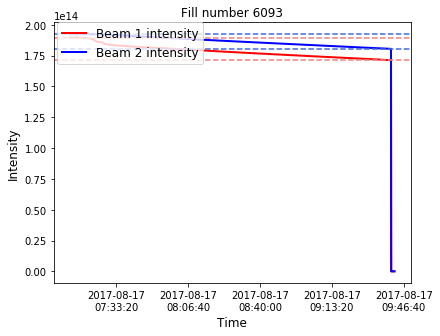 Fill number 6093
1e14
Beam 1 intensity
Beam 2 intensity
2.00
1.75
1.50
1.25
1.00
0.75
0.50
0.25
0.00
Intensity
2017-08-17 2017-08-17 2017-08-17 2017-08-17 2017-08-17
07:33:20 08:06:40 08:40:00 09:13:20 09:46:40
Time